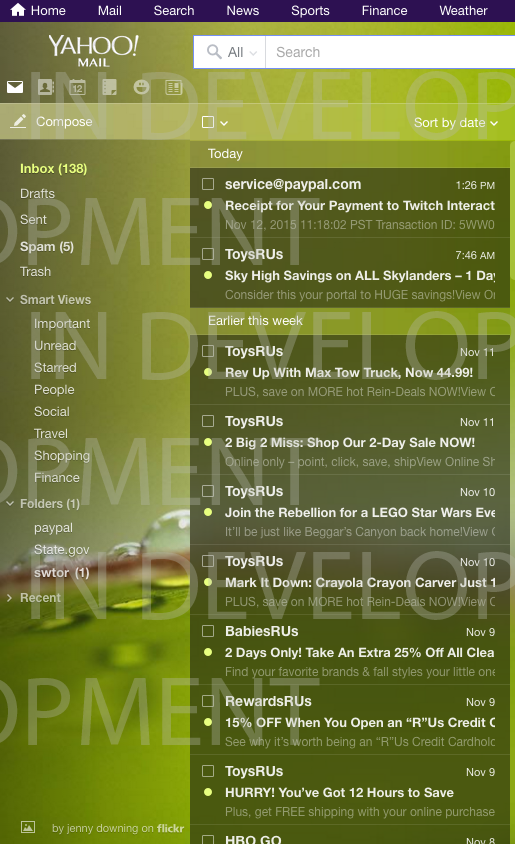 Home Mail Search News Sports Finance Weather
YAHOO!
MAIL
All Search
12
Compose
Sort by date
Inbox (138)
Drafts
Sent
Spam (5)
Trash
Smart Views
Important
Unread
Starred
People
Social
Travel
Shopping
Finance
Folders (1)
paypal
State.gov
swtor (1)
Recent
by jenny downing on flickr
Today
service@paypal.com 1:26 PM
Receipt for Your Payment to Twitch Interact
Nov 12, 2015 11:18:02 PST Transaction ID: 5WW0
ToysRUs 7:46 AM
Sky High Savings on ALL Skylanders – 1 Day
Consider this your portal to HUGE savings!View On
Earlier this week
ToysRUs Nov 11
Rev Up With Max Tow Truck, Now 44.99!
PLUS, save on MORE hot Rein-Deals NOW!View O
ToysRUs Nov 11
2 Big 2 Miss: Shop Our 2-Day Sale NOW!
Online only – point, click, save, shipView Online Sh
ToysRUs Nov 10
Join the Rebellion for a LEGO Star Wars Eve
It'll be just like Beggar's Canyon back home!View O
ToysRUs Nov 10
Mark It Down: Crayola Crayon Carver Just 1
PLUS, save on MORE hot Rein-Deals NOW!View O
BabiesRUs Nov 9
2 Days Only! Take An Extra 25% Off All Clea
Find your favorite brands & fall styles your little one
RewardsRUs Nov 9
15% OFF When You Open an “R”Us Credit C
See why it's worth being an “R”Us Credit Cardholde
ToysRUs Nov 9
HURRY! You've Got 12 Hours to Save
Plus, get FREE shipping with your online purchase
HBO GO Nov 8
IN DEVELOP
OPMENT
IN DEVELOP
OPMENT
IN DEVELOP
OPMENT